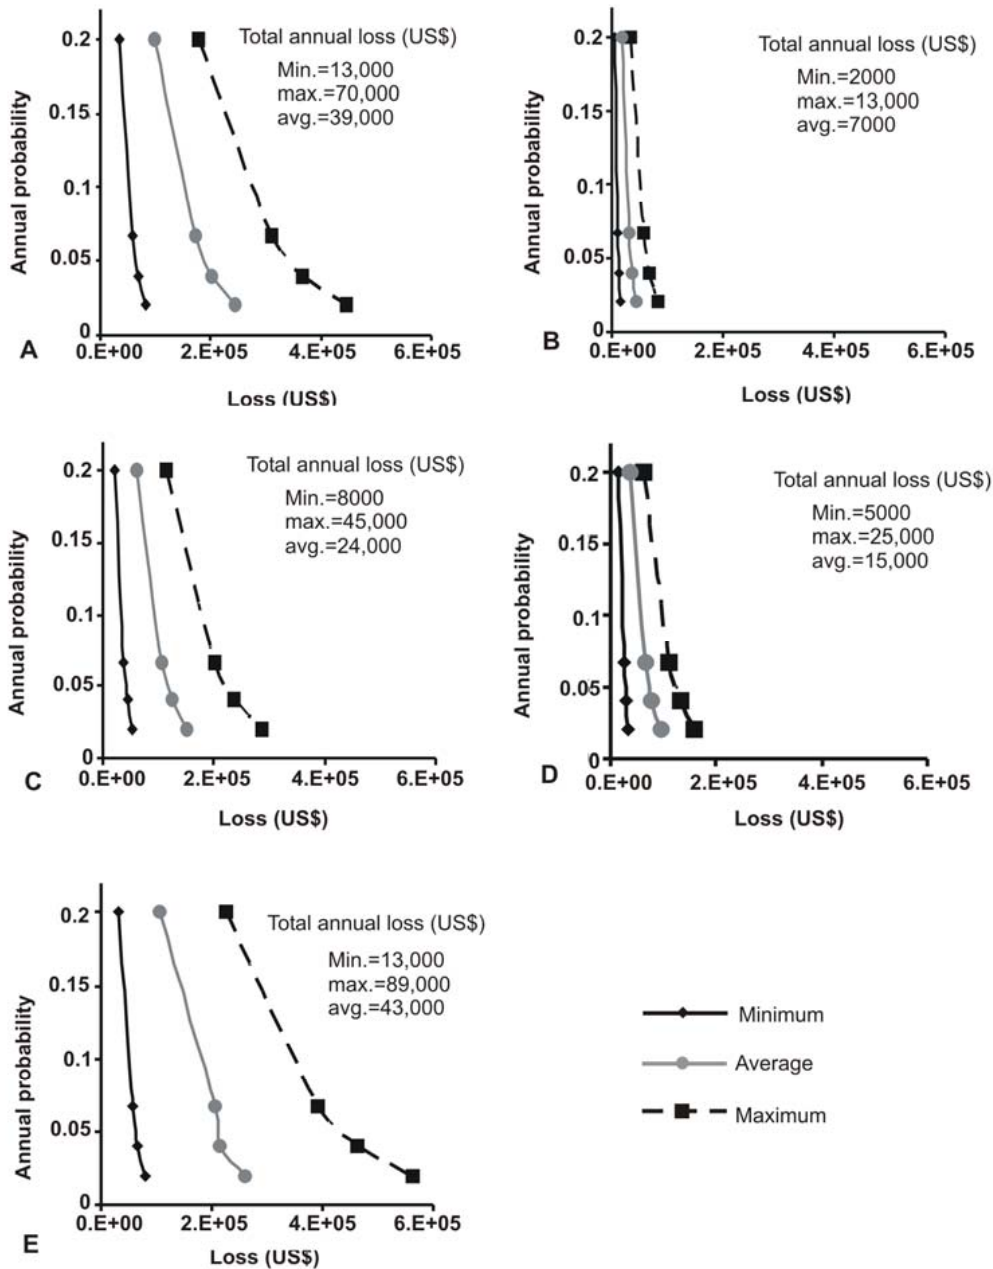 Total annual loss (US$)
Min.=13,000
max.=70,000
avg.=39,000
Annual probability
0.2
0.15
0.1
0.05
0
0.E+00 2.E+05 4.E+05 6.E+05
A
Loss (US$)
Total annual loss (US$)
Min.=2000
max.=13,000
avg.=7000
Annual probability
0.2
0.15
0.1
0.05
0
0.E+00 2.E+05 4.E+05 6.E+05
B
Loss (US$)
Total annual loss (US$)
Min.=8000
max.=45,000
avg.=24,000
Annual probability
0.2
0.15
0.1
0.05
0
0.E+00 2.E+05 4.E+05 6.E+05
C
Loss (US$)
Total annual loss (US$)
Min.=5000
max.=25,000
avg.=15,000
Annual probability
0.2
0.15
0.1
0.05
0
0.E+00 2.E+05 4.E+05 6.E+05
D
Loss (US$)
Total annual loss (US$)
Min.=13,000
max.=89,000
avg.=43,000
Annual probability
0.2
0.15
0.1
0.05
0
0.E+00 2.E+05 4.E+05 6.E+05
E
Loss (US$)
Minimum
Average
Maximum